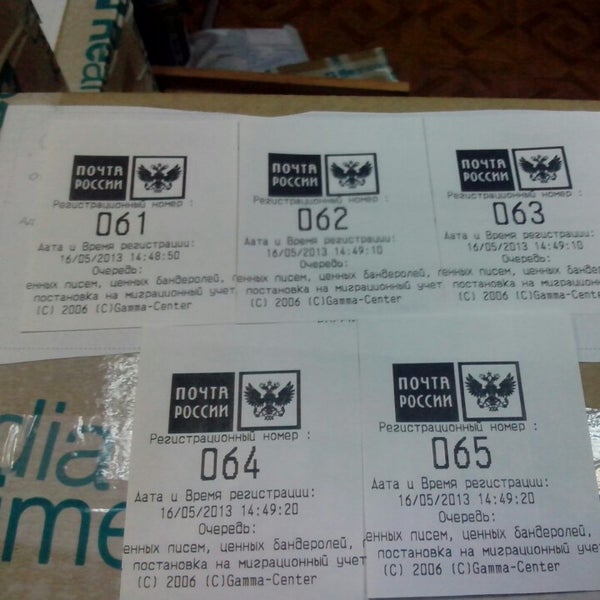 ПОЧТА
РОССИИ
Регистрационный номер :
061
Дата и Время регистрации:
16/05/2013 14:48:50
Очередь:
енных писем, ценных бандеролей,
постановка на миграционный учет
(C) 2006 (C)Gamma-Center
ПОЧТА
РОССИИ
Регистрационный номер :
062
Дата и Время регистрации:
16/05/2013 14:49:10
Очередь:
генных писем, ценных бандеролей,
постановка на миграционный учет
(C) 2006 (C)Gamma-Center
ПОЧТА
РОССИИ
Регистрационный номер :
063
Дата и Время регистрации:
16/05/2013 14:49:10
Очередь:
генных писем, ценных банде
постановка на миграционный
(C) 2006 (C)Gamma-Center
ПОЧТА
РОССИИ
Регистрационный номер :
064
Дата и Время регистрации:
16/05/2013 14:49:20
Очередь:
енных писем, ценных бандеролей,
постановка на миграционный учет
(C) 2006 (C)Gamma-Center
ПОЧТА
РОССИИ
Регистрационный номер :
065
Дата и Время регистрации:
16/05/2013 14:49:20
Очередь:
енных писем, ценных бандеролей,
постановка на миграционный учет
(C) 2006 (C)Gamma-Center
dia
ime